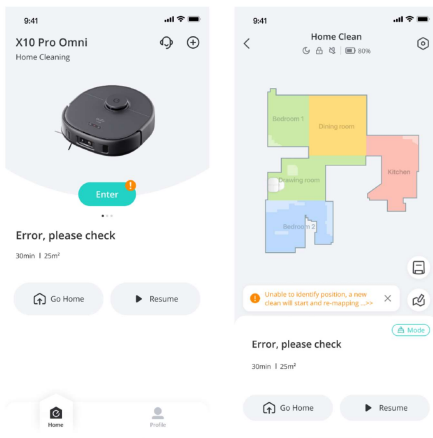 9:41
X10 Pro Omni
Home Cleaning
Enter
Error, please check
30min | 25m²
Go Home
Resume
Home
Profile
9:41
Home Clean
80%
Bedroom 1
Dining room
Kitchen
Drawing room
Bedroom 2
Unable to identify position, a new
clean will start and re-mapping ...>>
Mode
Error, please check
30min | 25m²
Go Home
Resume